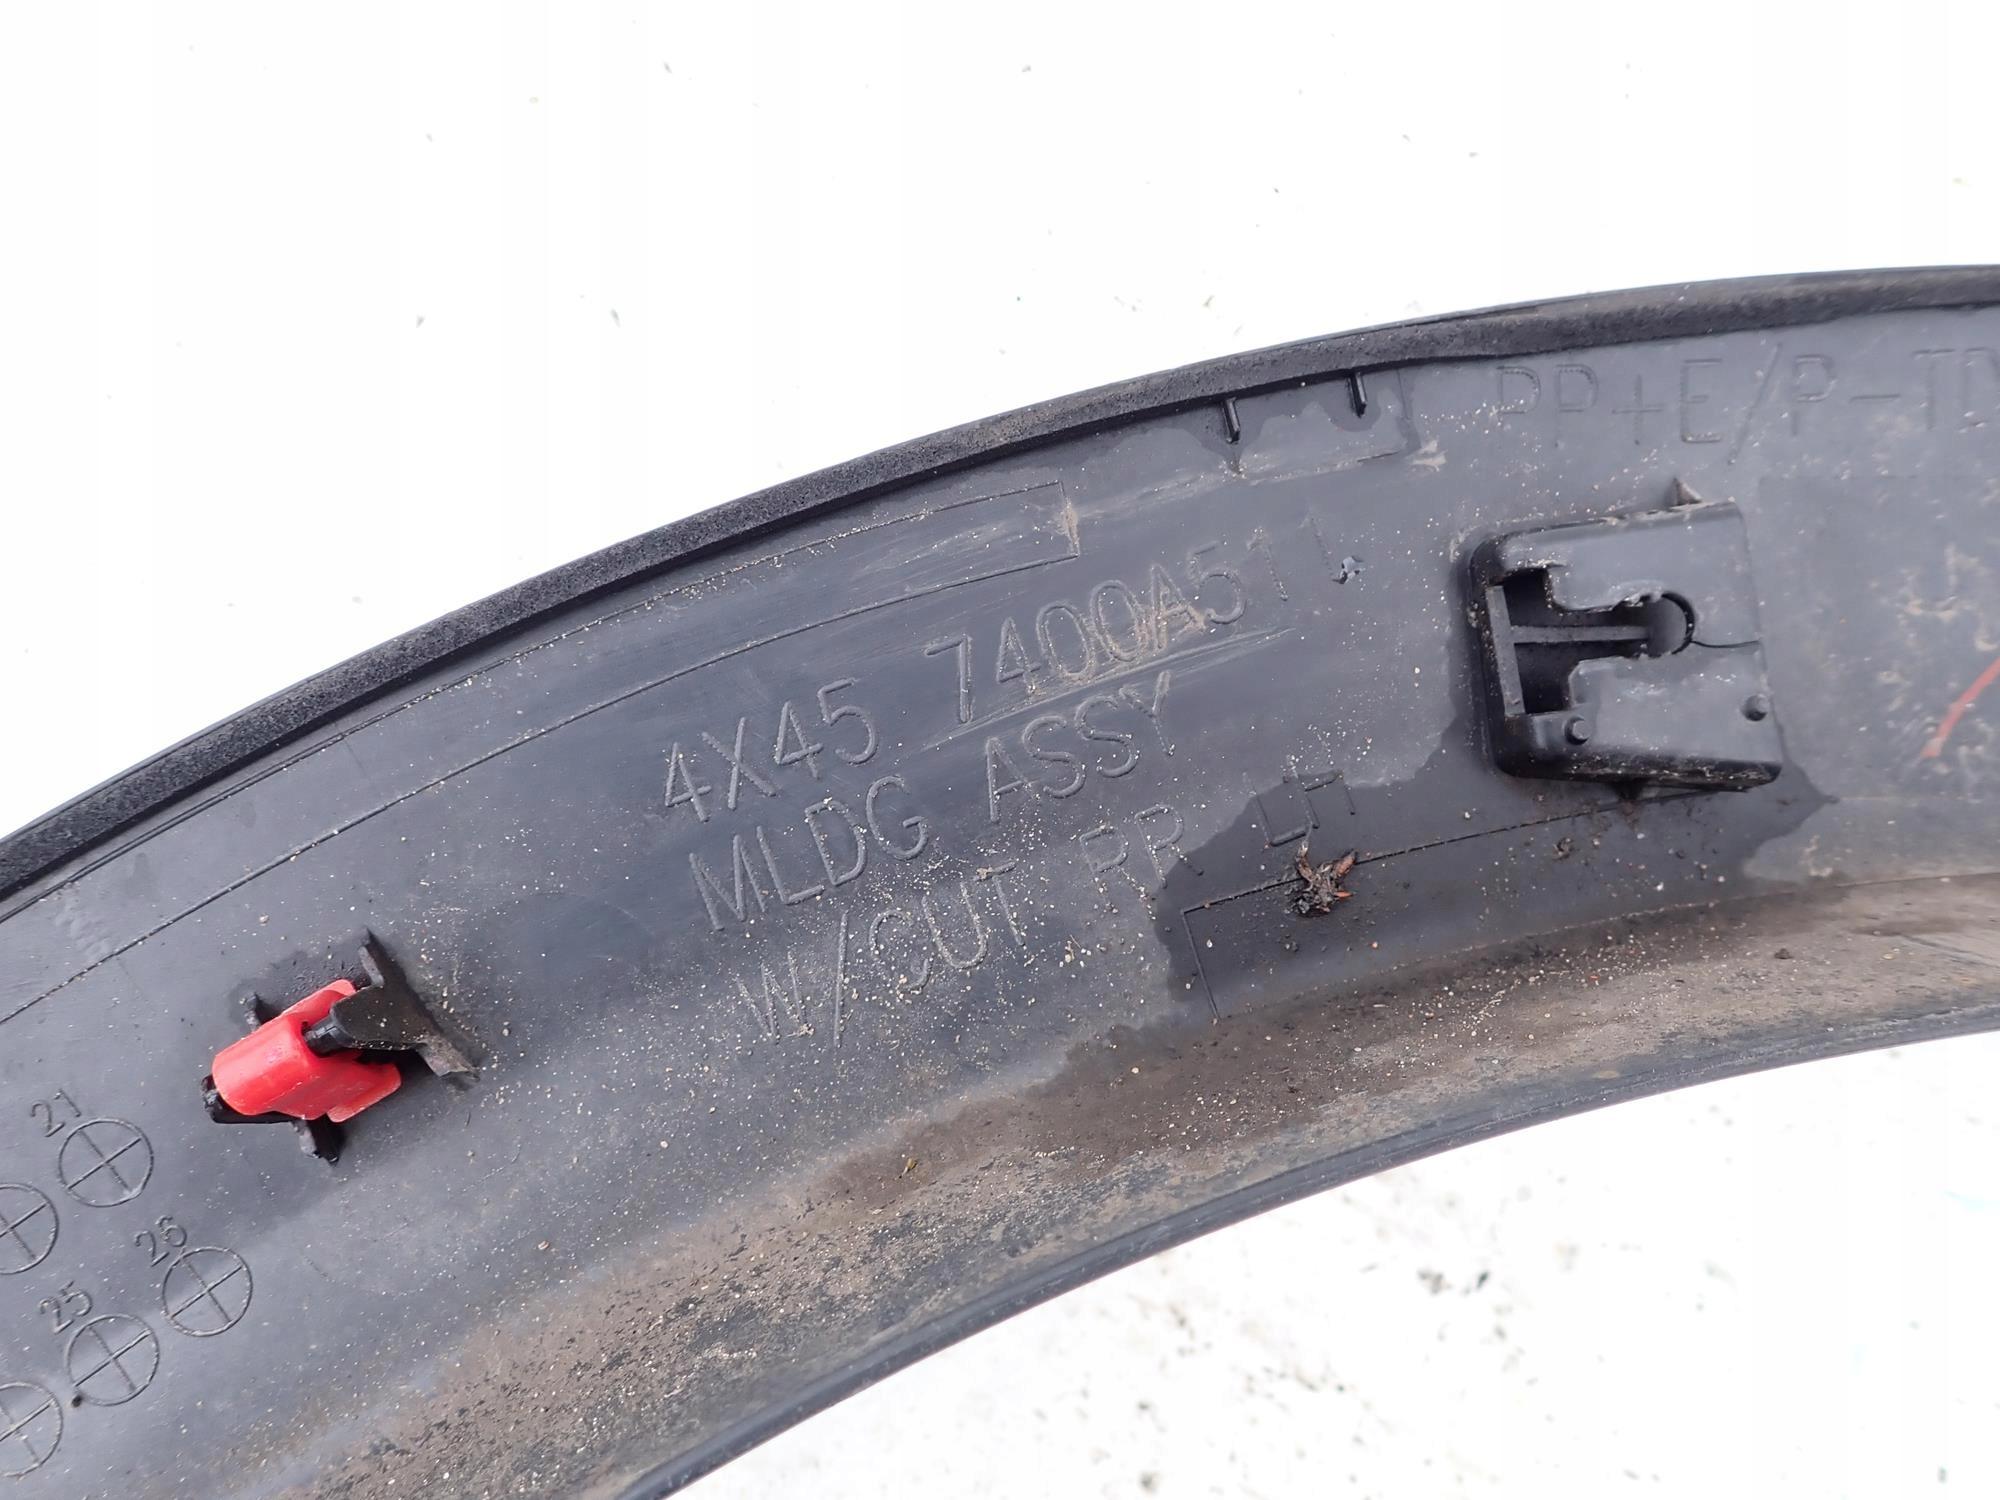 PP+E/P-TD
4X45 7400A511
MLDG ASSY
W/CUT RR LH
21
26
25